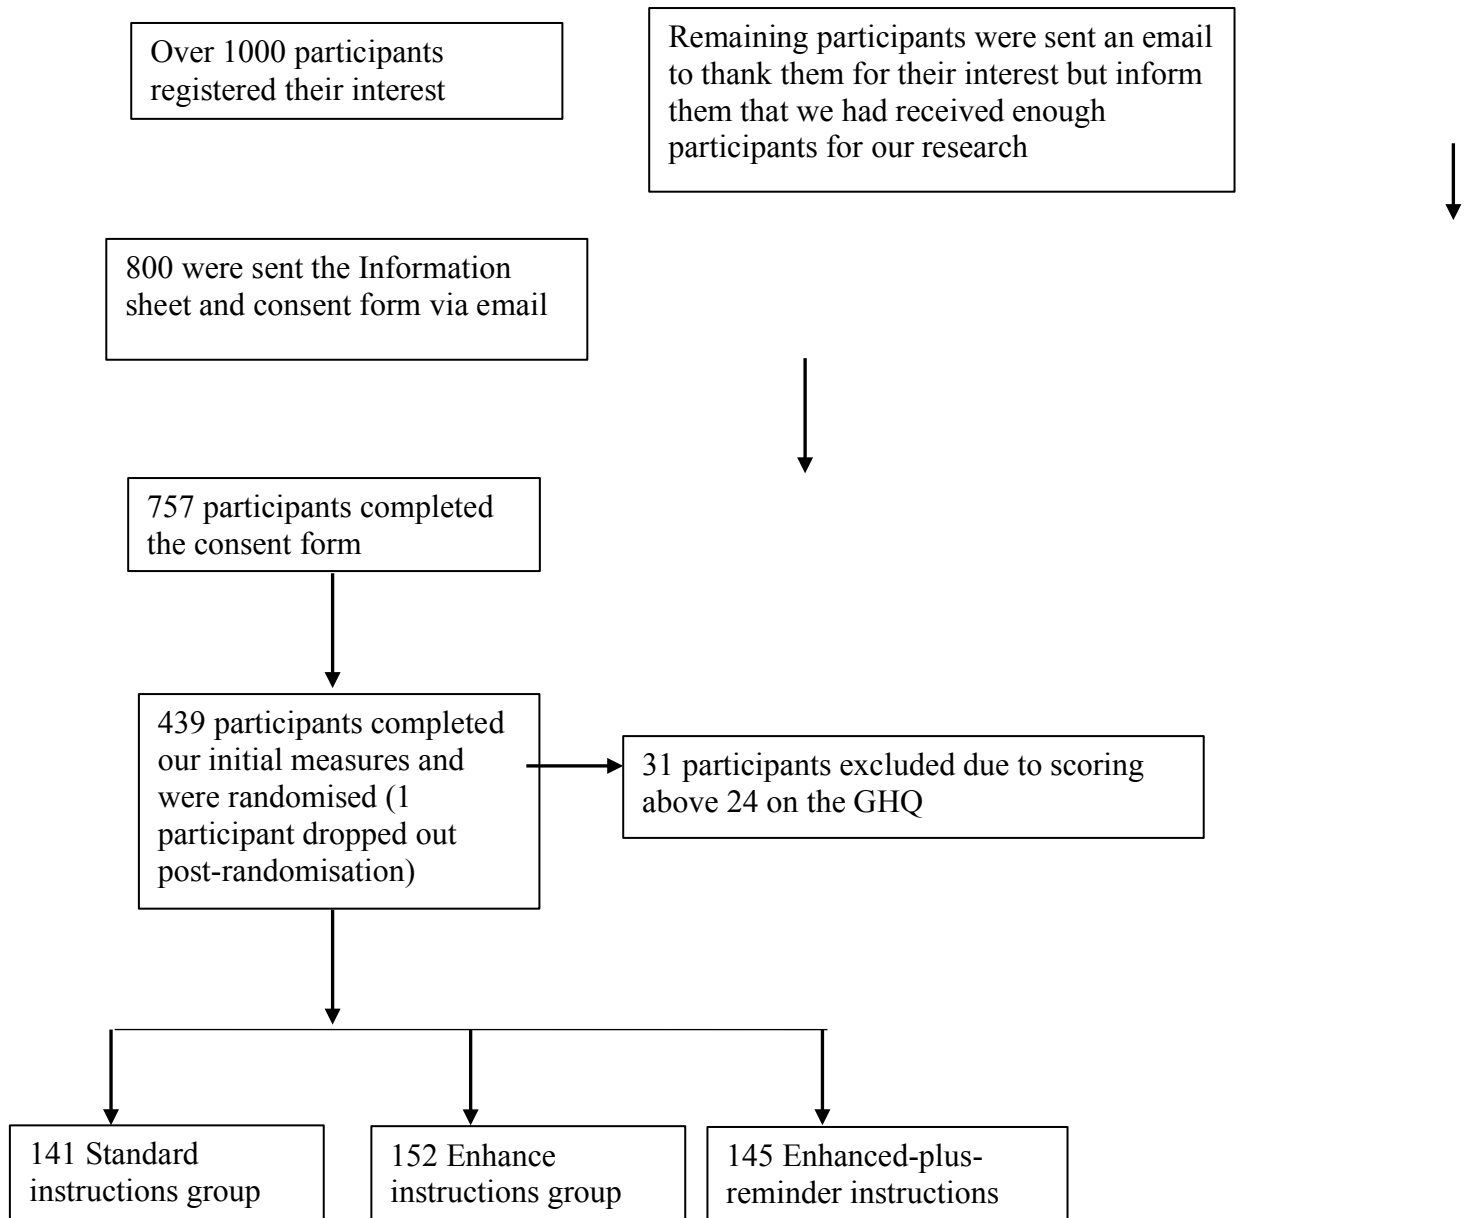 Over 1000 participants
registered their interest
Remaining participants were sent an email
to thank them for their interest but inform
them that we had received enough
participants for our research
800 were sent the Information
sheet and consent form via email
757 participants completed
the consent form
439 participants completed
our initial measures and
were randomised (1
participant dropped out
post-randomisation)
31 participants excluded due to scoring
above 24 on the GHQ
141 Standard
instructions group
152 Enhance
instructions group
145 Enhanced-plus-
reminder instructions